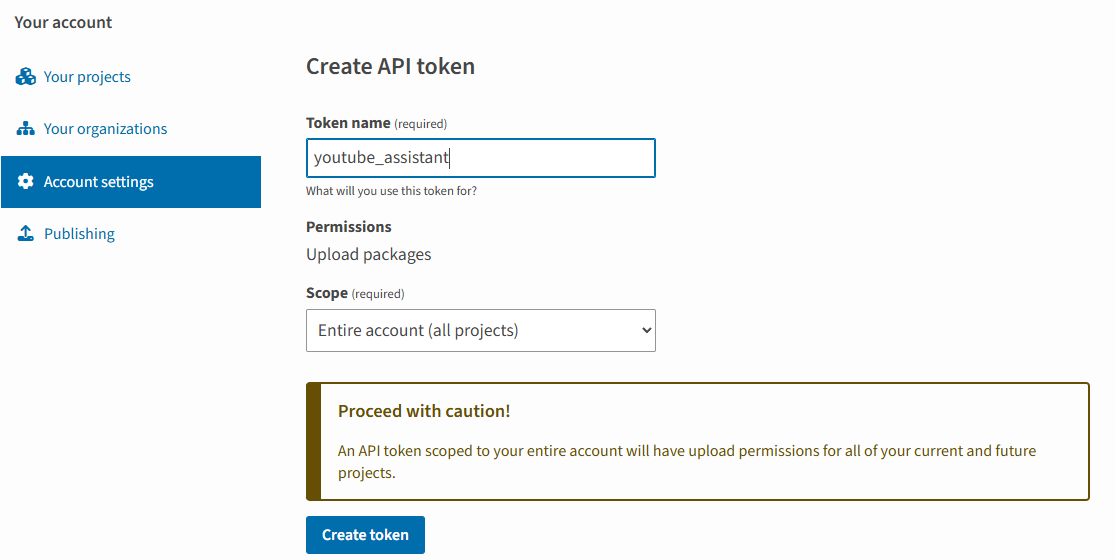 Your account
Your projects
Your organizations
Account settings
Publishing
Create API token
Token name (required)
youtube_assistant
What will you use this token for?
Permissions
Upload packages
Scope (required)
Entire account (all projects)
Proceed with caution!
An API token scoped to your entire account will have upload permissions for all of your current and future
projects.
Create token